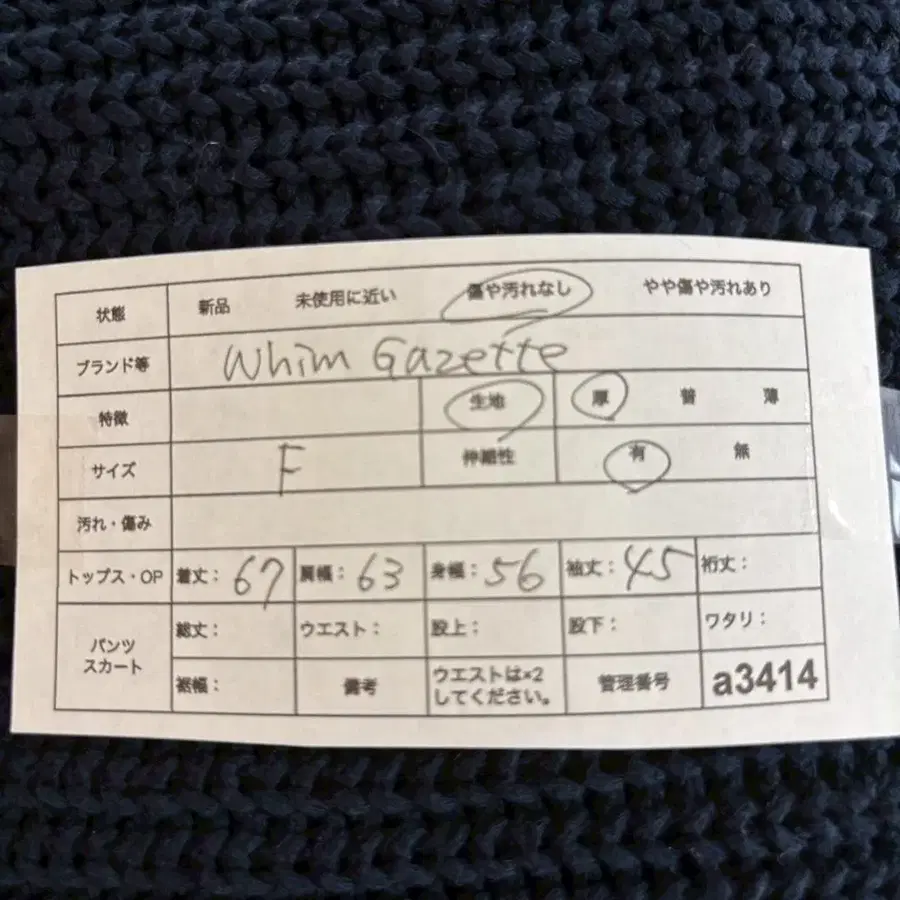 状態 新品 未使用に近い 傷や汚れなし やや傷や汚れあり
ブランド等 Whim Gazette
特徴 生地 厚 普 薄
サイズ F 伸縮性 有 無
汚れ・傷み
トップス・OP 着丈： 67 肩幅： 63 身幅： 56 袖丈： 45 裄丈：
パンツ スカート 総丈： ウエスト： 股上： 股下： ワタリ：
裾幅： 備考 ウエストは×2 してください。 管理番号 a3414